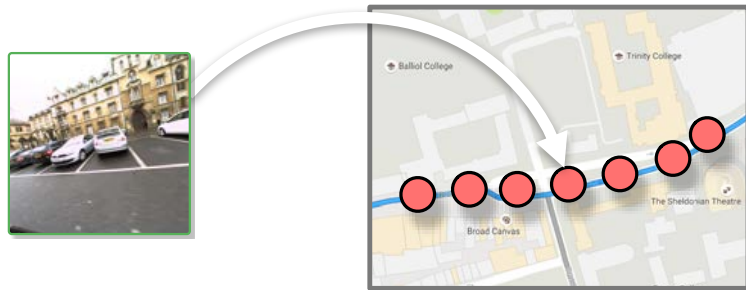 Trinity College
Balliol College
The Sheldonian Theatre
Broad Canvas